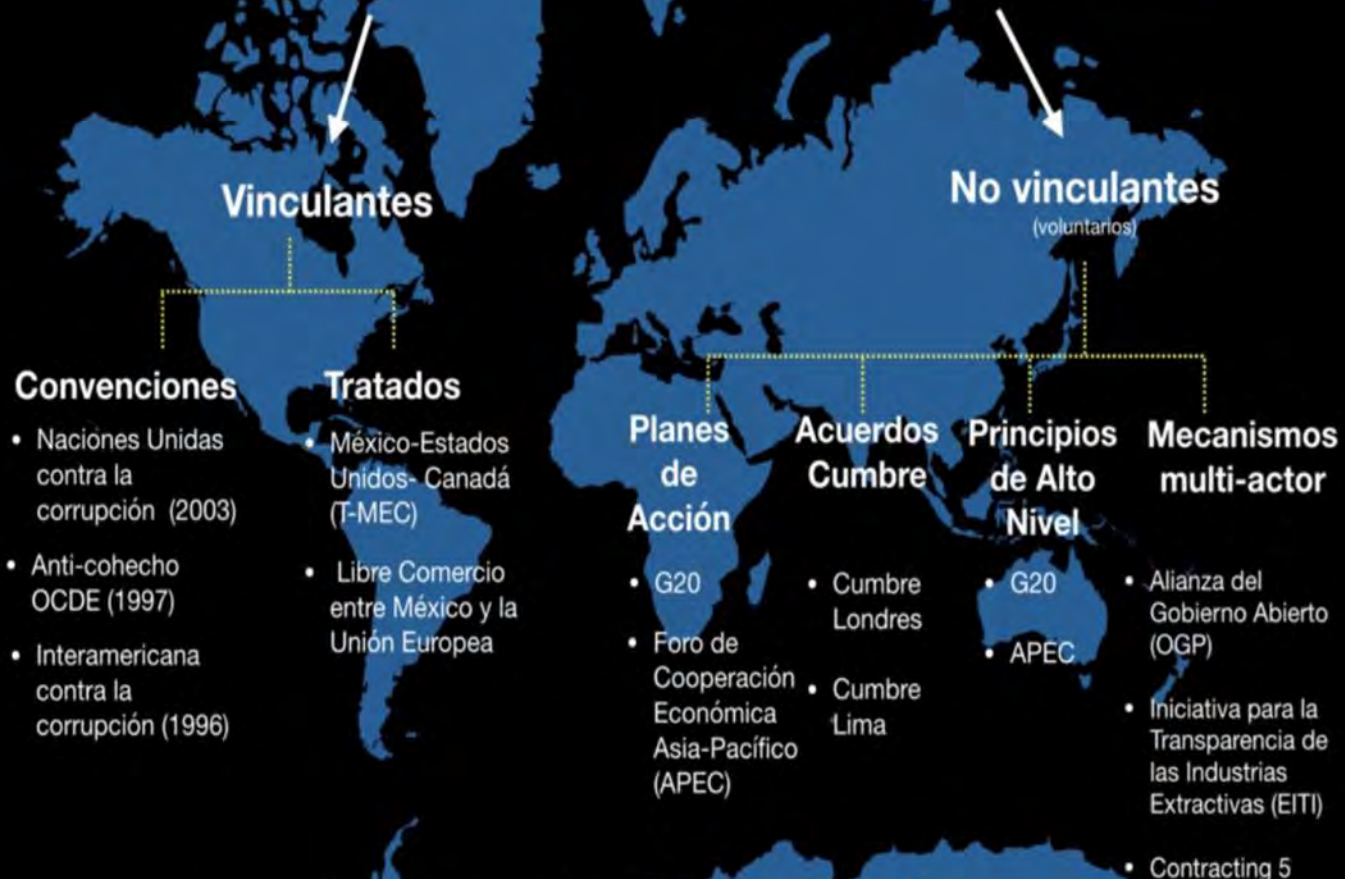 Vinculantes
Convenciones
• Naciones Unidas
contra la
corrupción (2003)
• Anti-cohecho
OCDE (1997)
• Interamericana
contra la
corrupción (1996)
Tratados
• México-Estados
Unidos- Canadá
(T-MEC)
• Libre Comercio
entre México y la
Unión Europea
No vinculantes
(voluntarios)
Planes
de
Acción
• G20
• Foro de
Cooperación
Económica
Asia-Pacífico
(APEC)
Acuerdos
Cumbre
• Cumbre
Londres
• Cumbre
Lima
Principios
de Alto
Nivel
• G20
• APEC
Mecanismos
multi-actor
• Alianza del
Gobierno Abierto
(OGP)
• Iniciativa para la
Transparencia de
las Industrias
Extractivas (EITI)
• Contracting 5